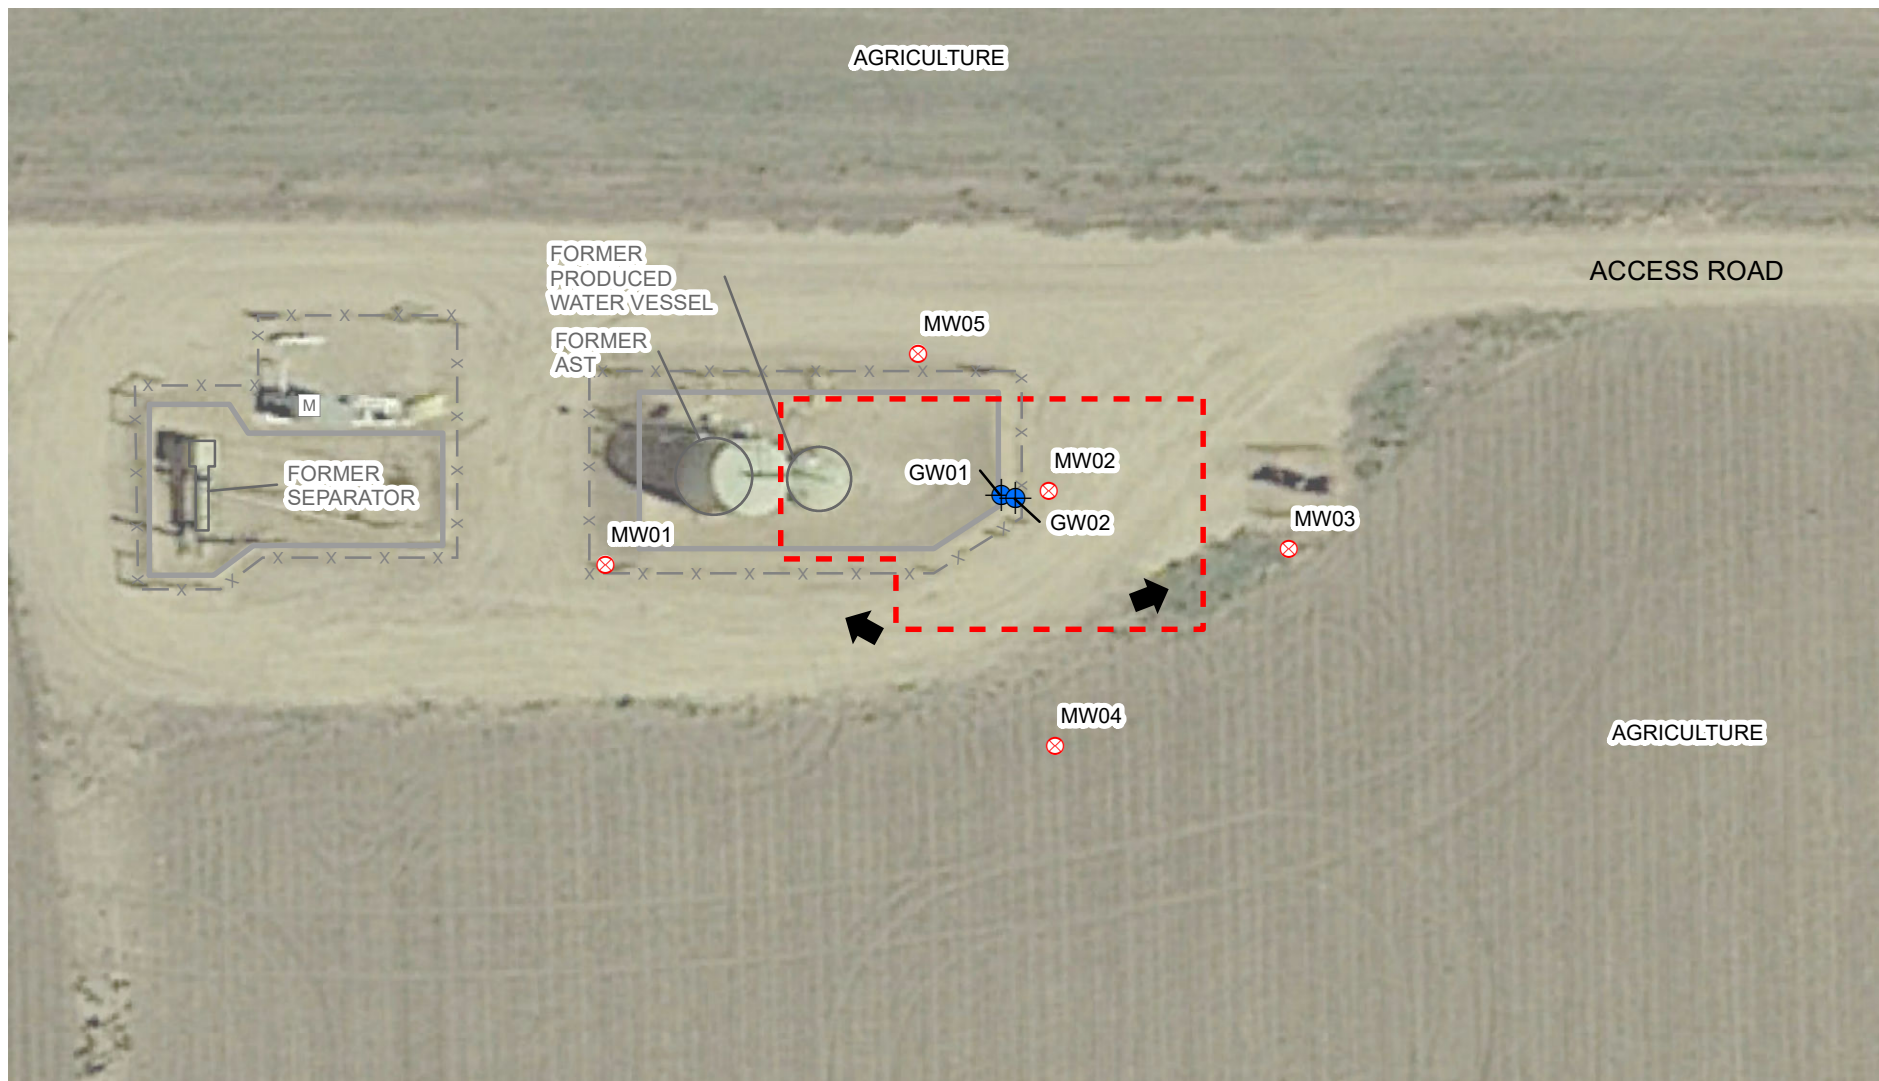 AGRICULTURE
FORMER
PRODUCED
WATER VESSEL
ACCESS ROAD
MW05
FORMER
AST
M
MW02
GW01
FORMER
SEPARATOR
GW02
MW03
MW01
MW04
AGRICULTURE